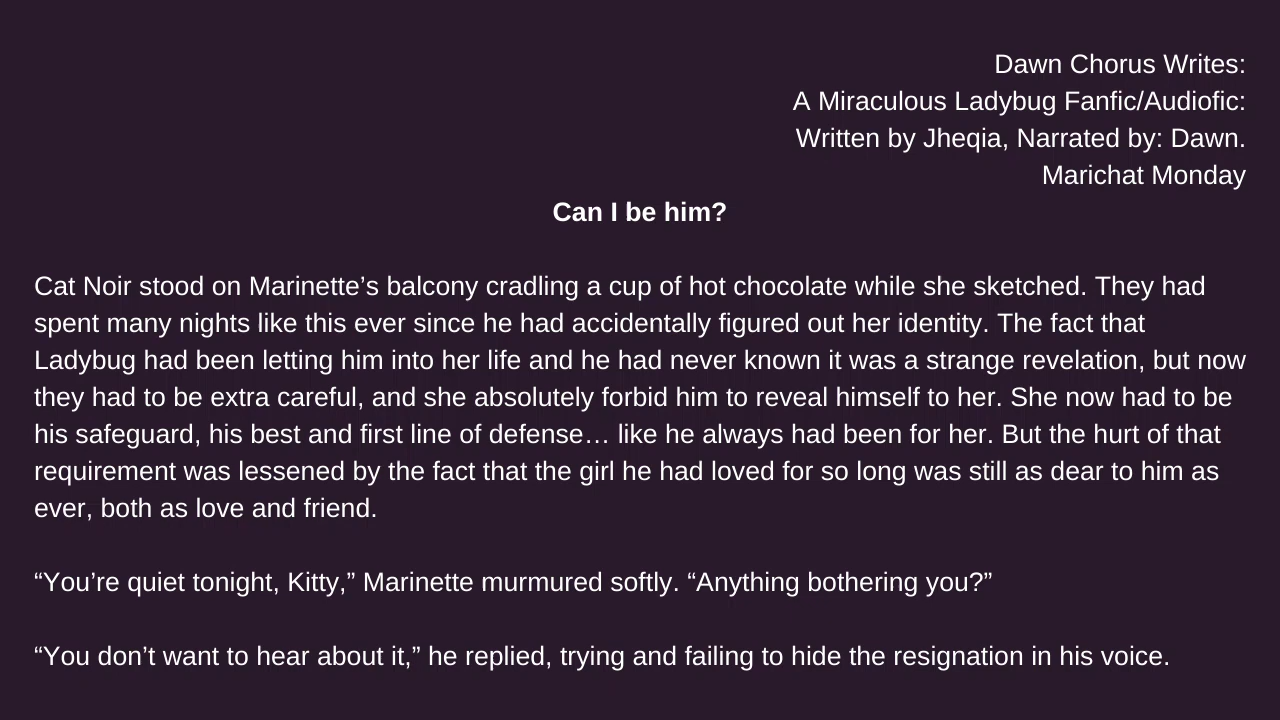 Dawn Chorus Writes:
A Miraculous Ladybug Fanfic/Audiofic:
Written by Jheqia, Narrated by: Dawn.
Marichat Monday
Can I be him?
Cat Noir stood on Marinette’s balcony cradling a cup of hot chocolate while she sketched. They had
spent many nights like this ever since he had accidentally figured out her identity. The fact that
Ladybug had been letting him into her life and he had never known it was a strange revelation, but now
they had to be extra careful, and she absolutely forbid him to reveal himself to her. She now had to be
his safeguard, his best and first line of defense… like he always had been for her. But the hurt of that
requirement was lessened by the fact that the girl he had loved for so long was still as dear to him as
ever, both as love and friend.
“You’re quiet tonight, Kitty,” Marinette murmured softly. “Anything bothering you?”
“You don’t want to hear about it,” he replied, trying and failing to hide the resignation in his voice.